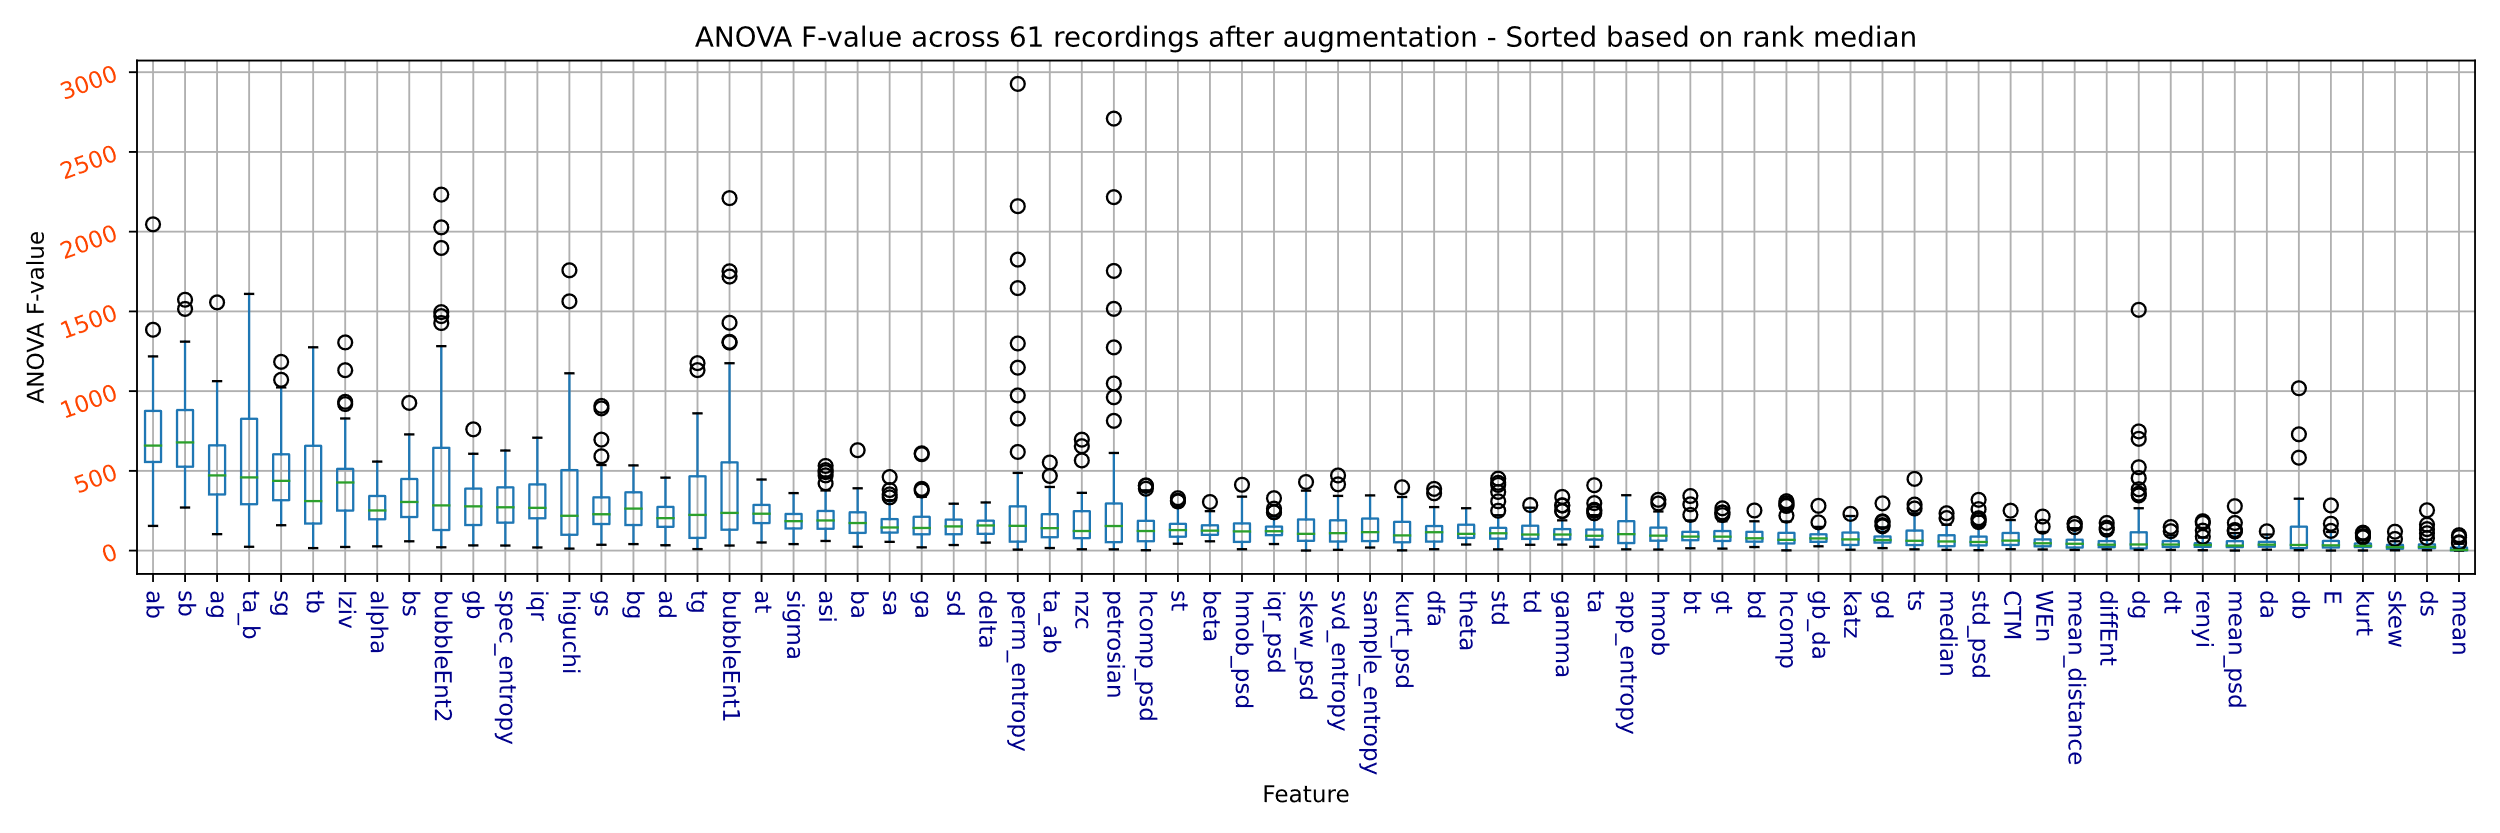 ANOVA F-value across 61 recordings after augmentation - Sorted based on rank median
ANOVA F-value
3000
2500
2000
1500
1000
500
0
ab
sb
ag
ta_b
sg
tb
lziv
alpha
bs
bubbleEnt2
gb
spec_entropy
iqr
higuchi
gs
bg
ad
tg
bubbleEnt1
at
sigma
asi
ba
sa
ga
sd
delta
perm_entropy
ta_ab
nzc
petrosian
hcomp_psd
st
beta
hmob_psd
iqr_psd
skew_psd
svd_entropy
sample_entropy
kurt_psd
dfa
theta
std
td
gamma
ta
app_entropy
hmob
bt
gt
bd
hcomp
gb_da
katz
gd
ts
median
std_psd
CTM
WEn
mean_distance
diffEnt
dg
dt
renyi
mean_psd
da
db
E
kurt
skew
ds
mean
Feature